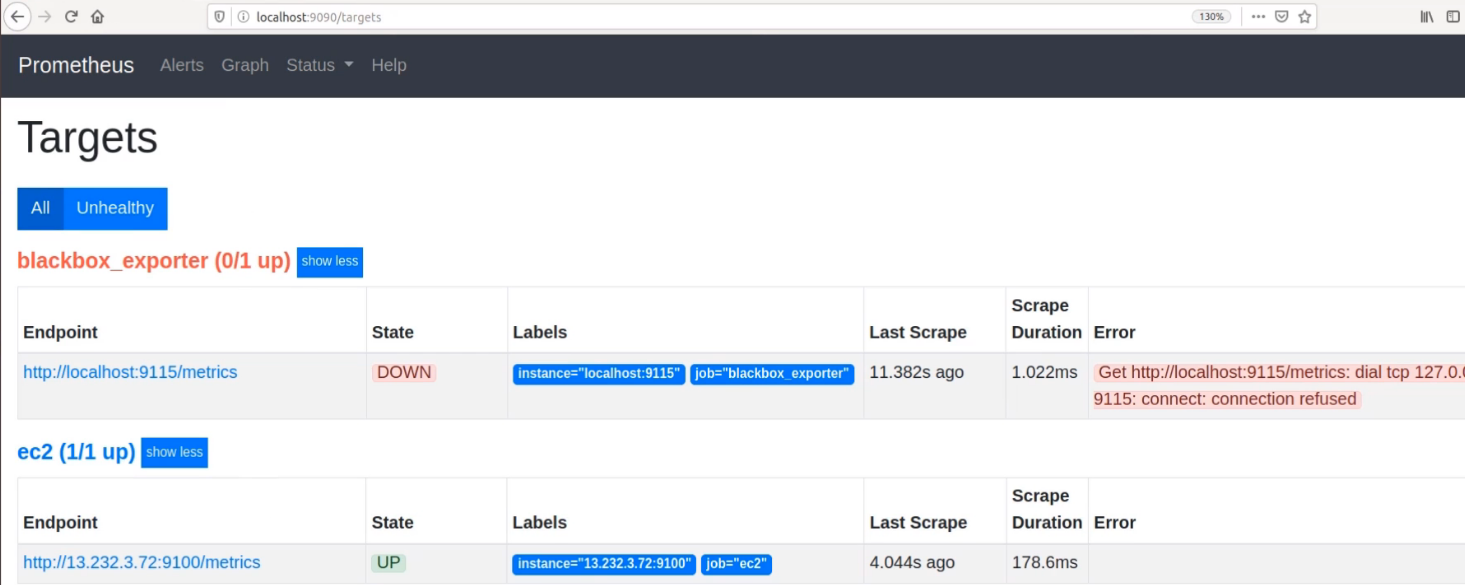 localhost:9090/targets
130%
Prometheus Alerts Graph Status Help
Targets
All Unhealthy
blackbox_exporter (0/1 up) show less
Scrape
Endpoint State Labels Last Scrape Duration Error
http://localhost:9115/metrics DOWN instance="localhost:9115" job="blackbox_exporter" 11.382s ago 1.022ms Get http://localhost:9115/metrics: dial tcp 127.0.
9115: connect: connection refused
ec2 (1/1 up) show less
Scrape
Endpoint State Labels Last Scrape Duration Error
http://13.232.3.72:9100/metrics UP instance="13.232.3.72:9100" job="ec2" 4.044s ago 178.6ms